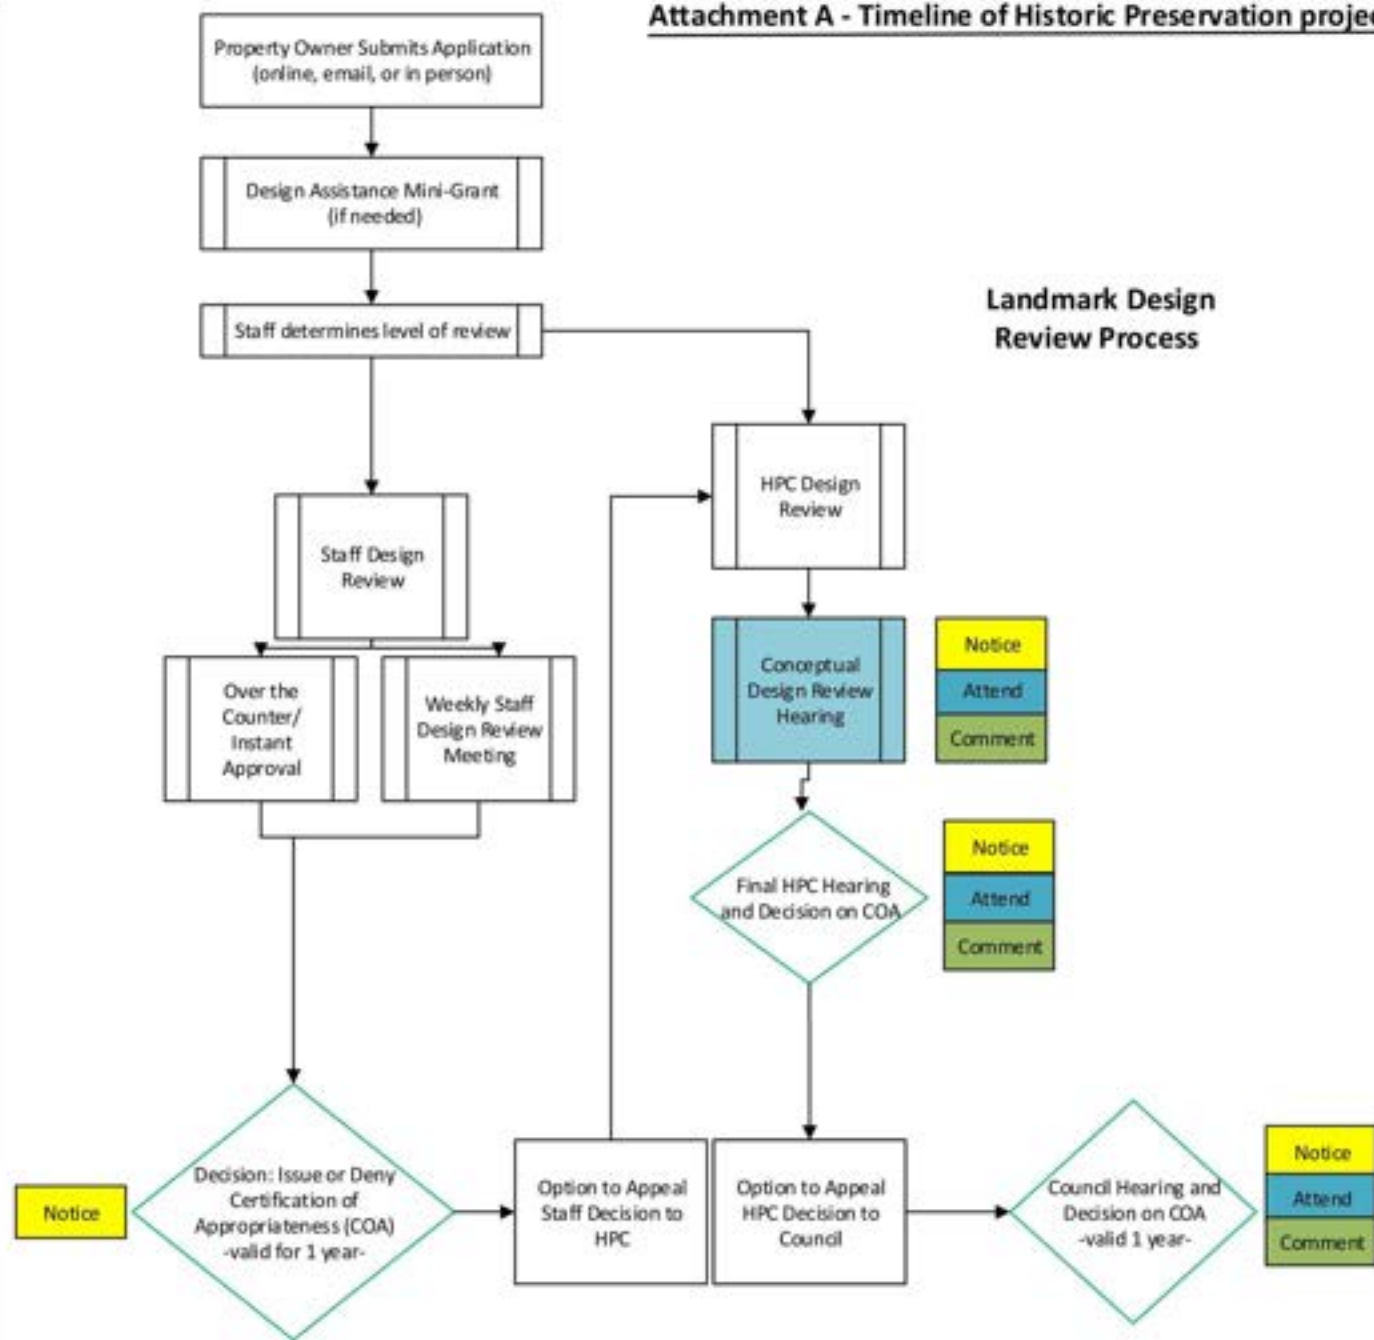 Attachment A - Timeline of Historic Preservation projec
Property Owner Submits Application
(online, email, or in person)
Design Assistance Mini-Grant
(if needed)
Staff determines level of review
Landmark Design
Review Process
HPC Design
Review
Staff Design
Review
Over the
Counter/
Instant
Approval
Weekly Staff
Design Review
Meeting
Conceptual
Design Review
Hearing
Notice
Attend
Comment
Final HPC Hearing
and Decision on COA
Notice
Attend
Comment
Notice
Decision: Issue or Deny
Certification of
Appropriateness (COA)
-valid for 1 year-
Option to Appeal
Staff Decision to
HPC
Option to Appeal
HPC Decision to
Council
Council Hearing and
Decision on COA
-valid 1 year-
Notice
Attend
Comment